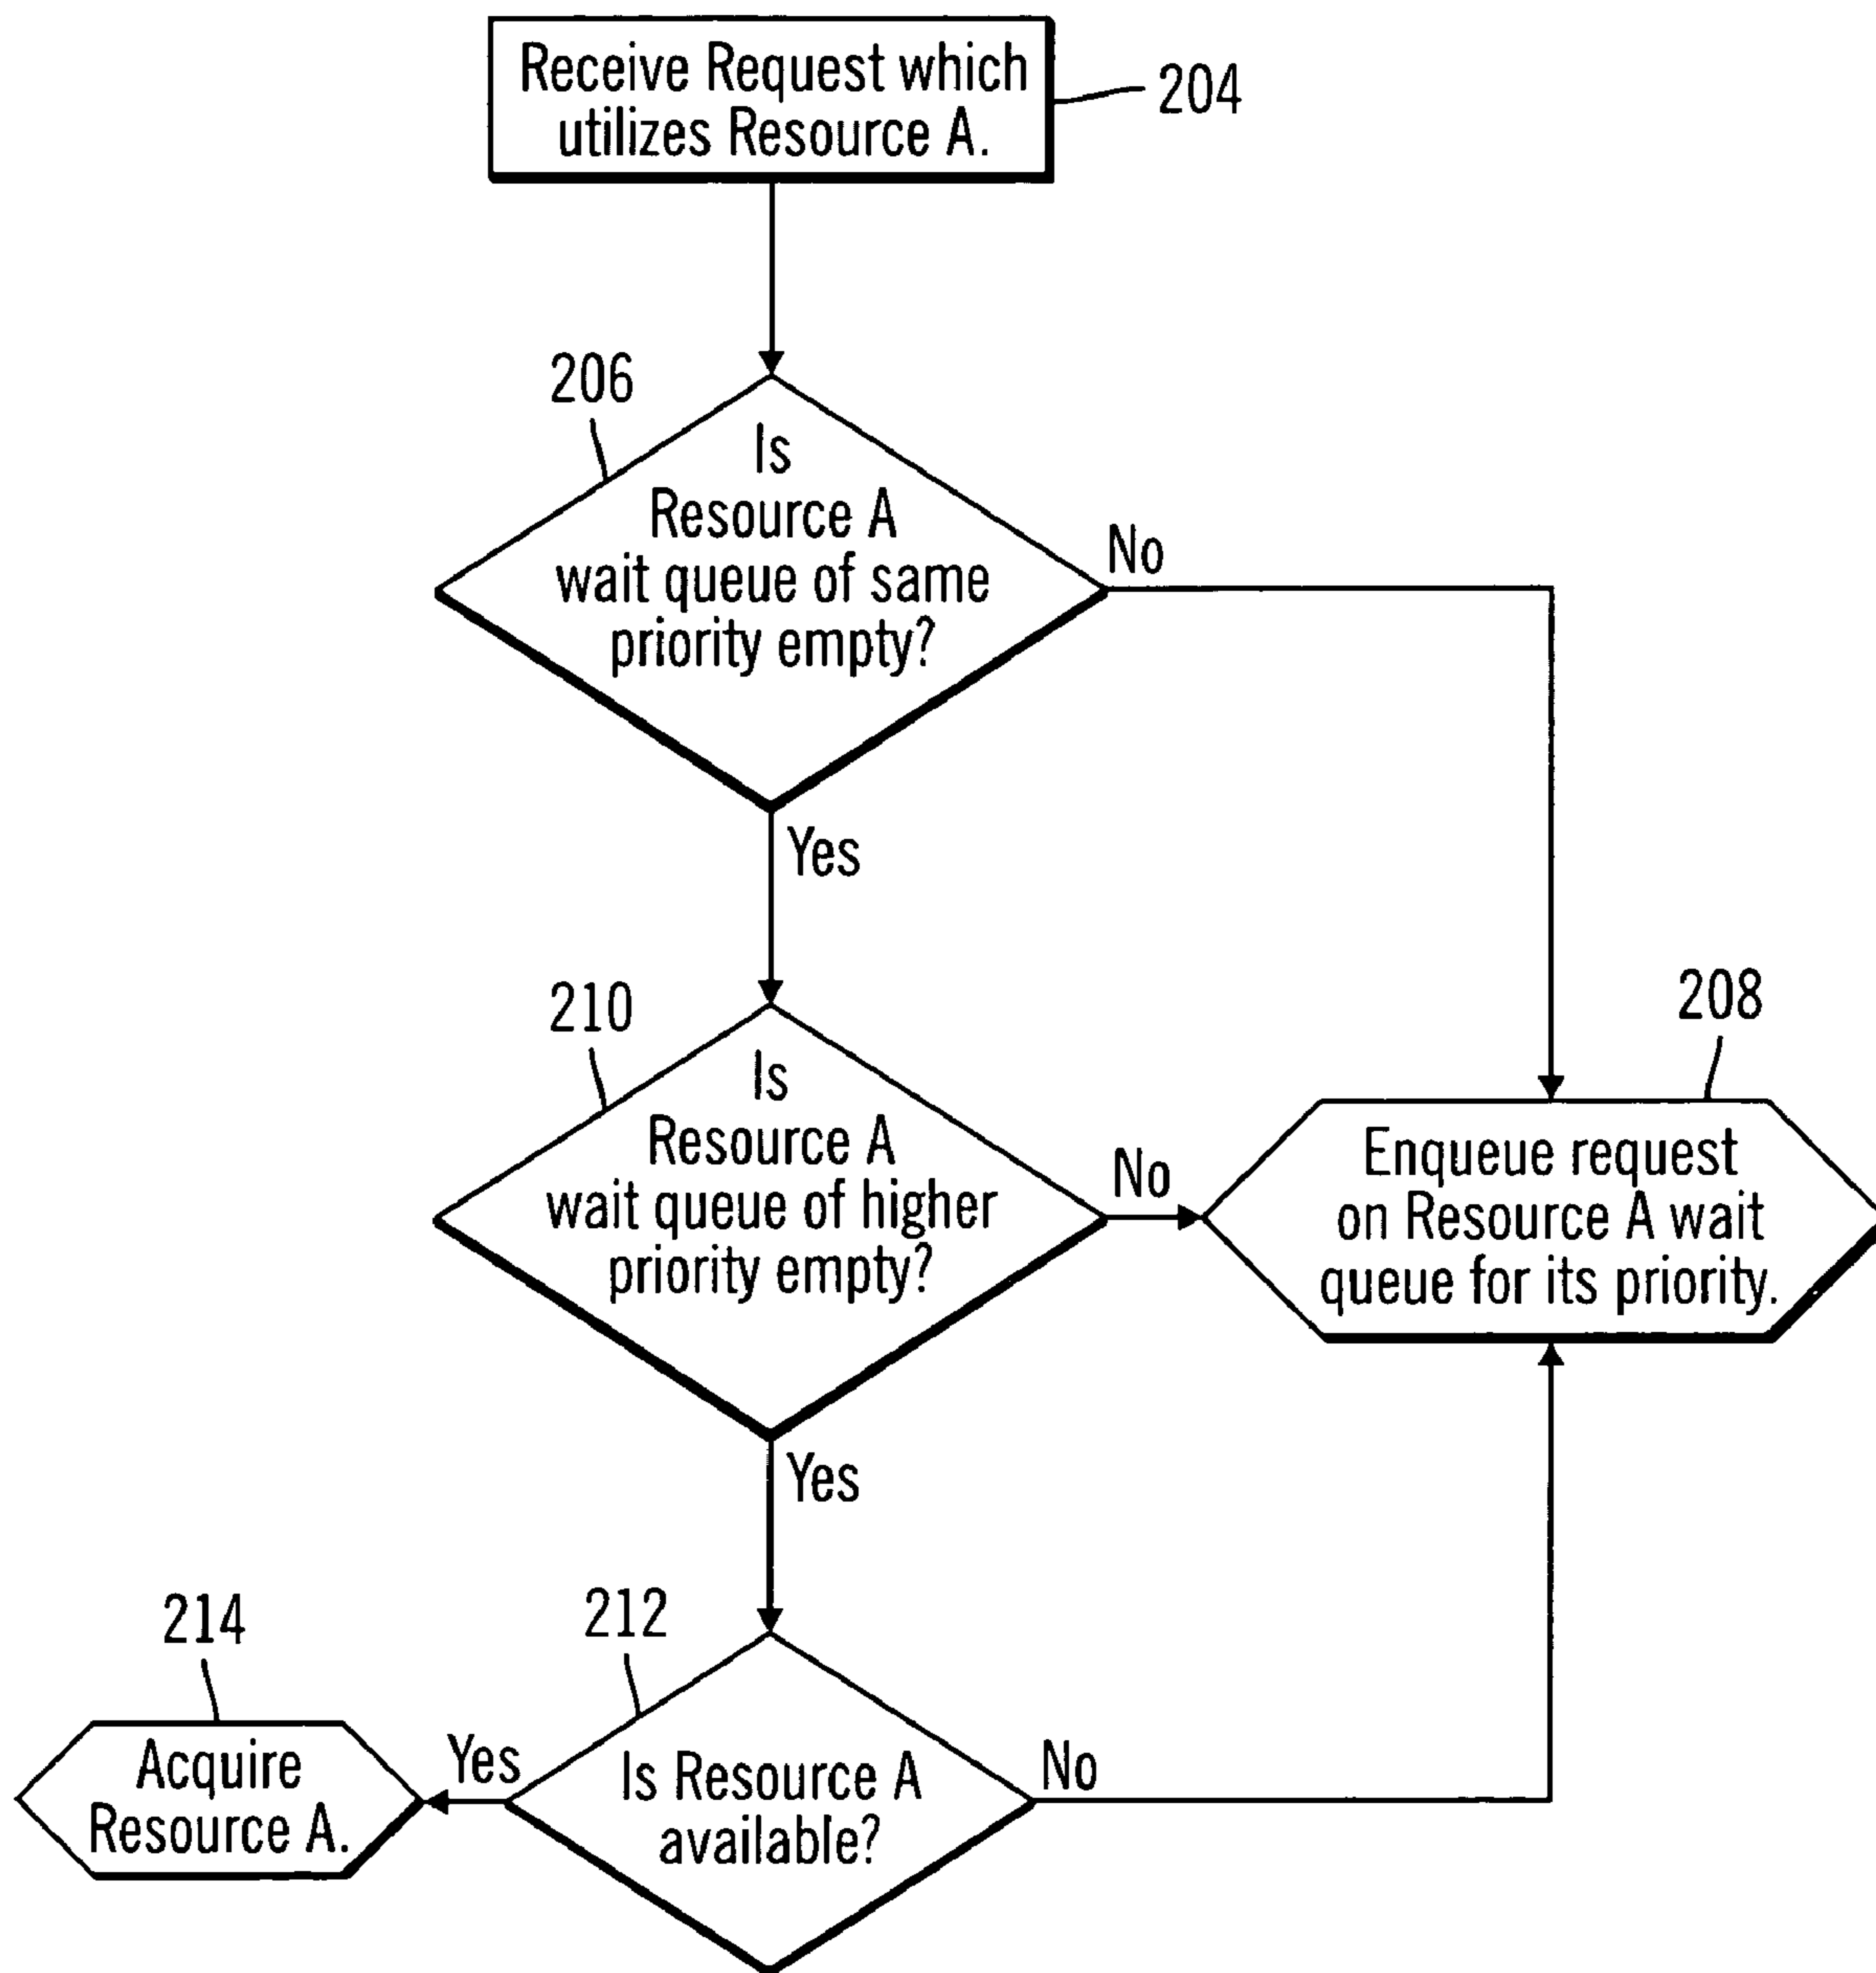 Receive Request which
utilizes Resource A.
204
206
Is
Resource A
wait queue of same
priority empty?
No
Yes
210
Is
Resource A
wait queue of higher
priority empty?
No
208
Enqueue request
on Resource A wait
queue for its priority.
Yes
214
Acquire
Resource A.
Yes
212
Is Resource A
available?
No